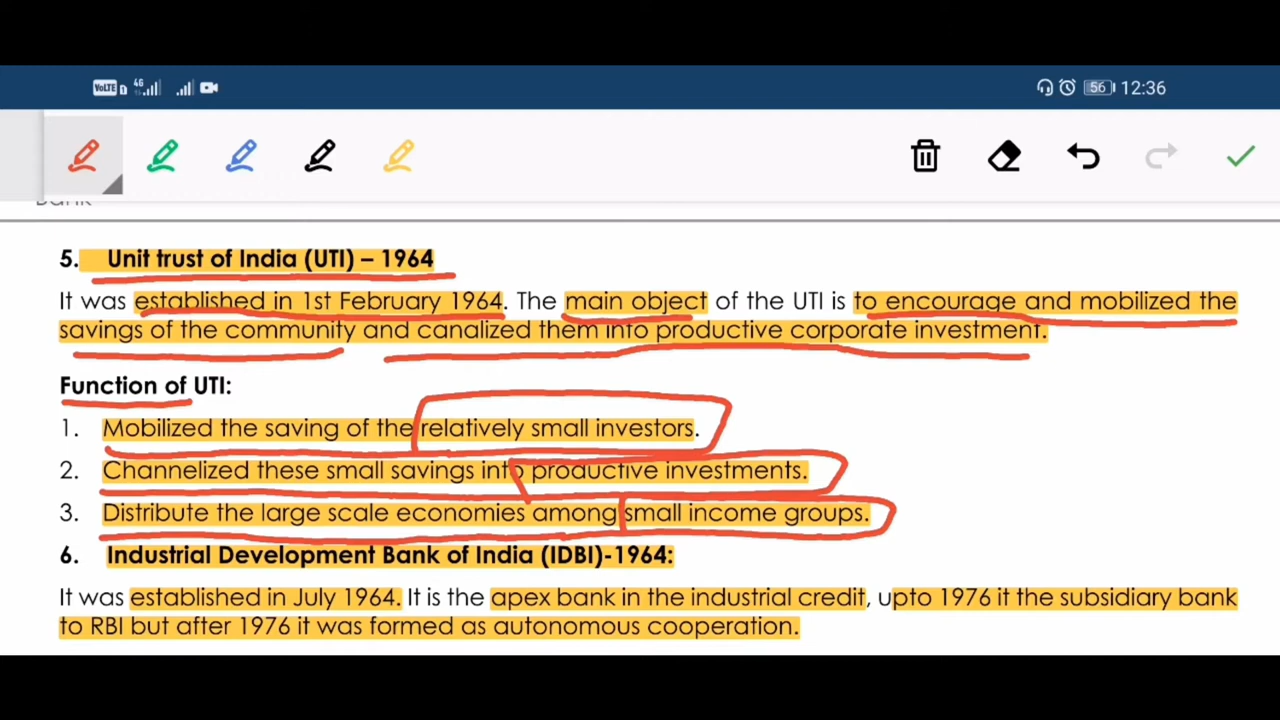 VoLTE 4G 56 12:36
Bank
5. Unit trust of India (UTI) – 1964
It was established in 1st February 1964. The main object of the UTI is to encourage and mobilized the
savings of the community and canalized them into productive corporate investment.
Function of UTI:
1. Mobilized the saving of the relatively small investors.
2. Channelized these small savings into productive investments.
3. Distribute the large scale economies among small income groups.
6. Industrial Development Bank of India (IDBI)-1964:
It was established in July 1964. It is the apex bank in the industrial credit, upto 1976 it the subsidiary bank
to RBI but after 1976 it was formed as autonomous cooperation.